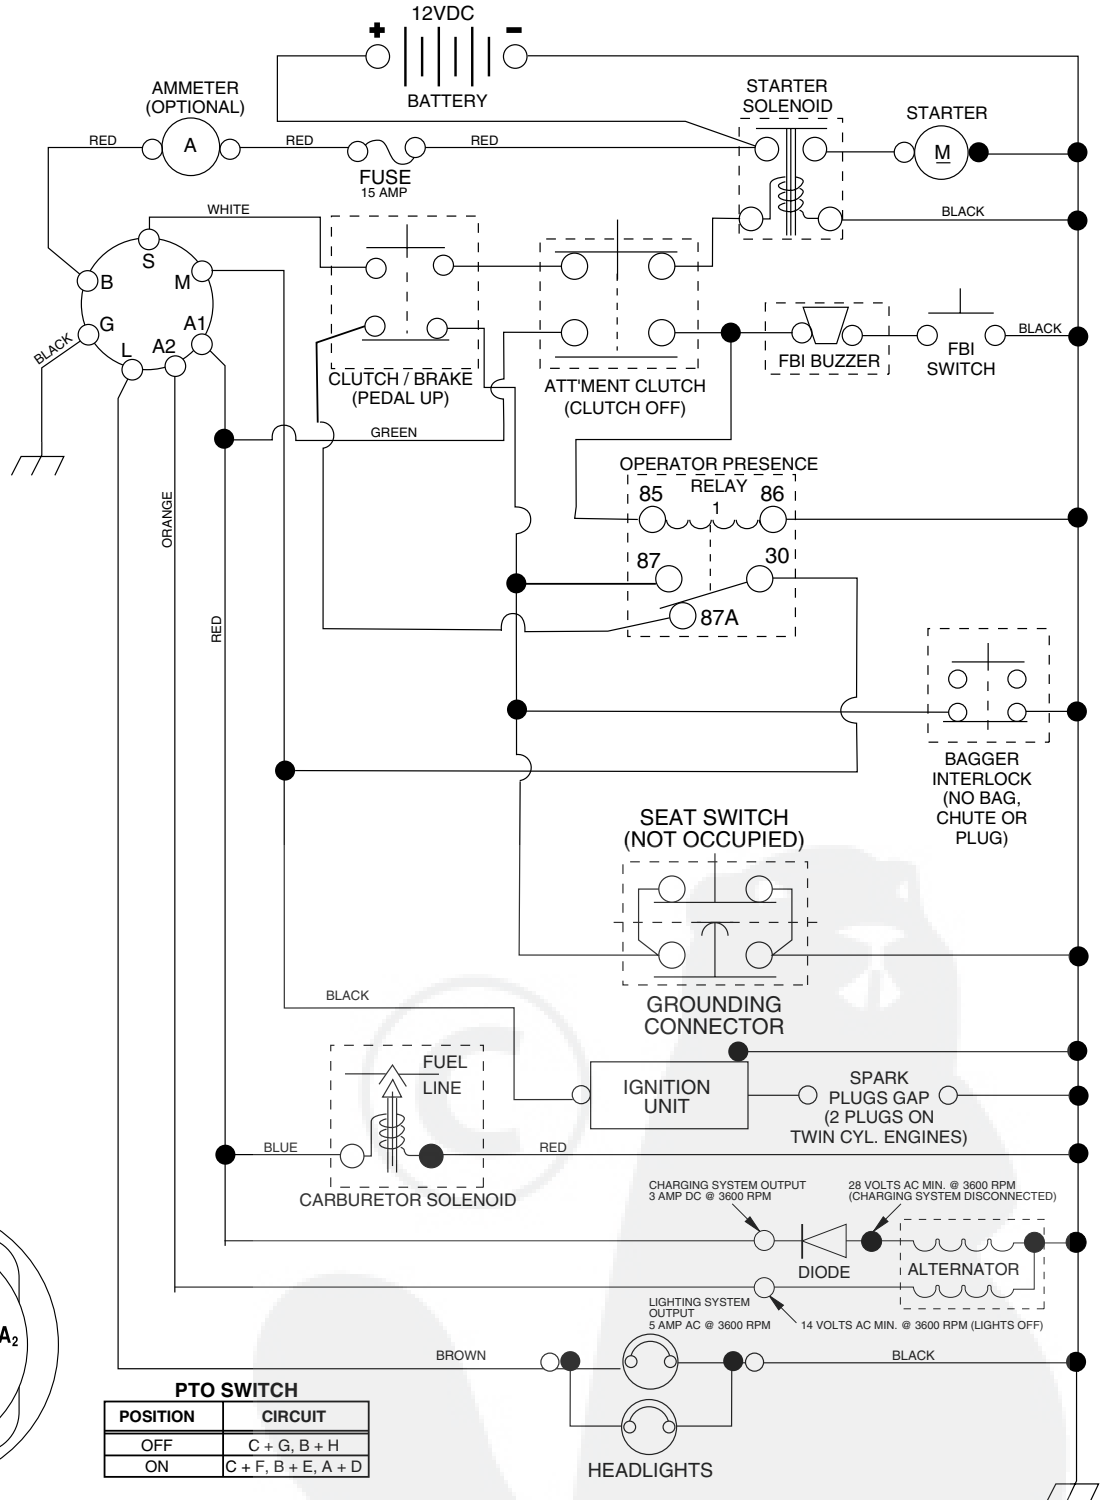 12VDC
+ -
BATTERY
AMMETER
(OPTIONAL)
STARTER
SOLENOID
STARTER
RED
A
RED
RED
M
FUSE
15 AMP
WHITE
BLACK
S
B
M
G
A1
L
A2
BLACK
CLUTCH / BRAKE
(PEDAL UP)
ATT'MENT CLUTCH
(CLUTCH OFF)
FBI BUZZER
FBI
SWITCH
BLACK
GREEN
OPERATOR PRESENCE
RELAY
1
85
86
87
30
87A
ORANGE
RED
BAGGER
INTERLOCK
(NO BAG,
CHUTE OR
PLUG)
SEAT SWITCH
(NOT OCCUPIED)
GROUNDING
CONNECTOR
BLACK
FUEL
LINE
IGNITION
UNIT
SPARK
PLUGS GAP
(2 PLUGS ON
TWIN CYL. ENGINES)
BLUE
RED
CARBURETOR SOLENOID
CHARGING SYSTEM OUTPUT
3 AMP DC @ 3600 RPM
28 VOLTS AC MIN. @ 3600 RPM
(CHARGING SYSTEM DISCONNECTED)
DIODE
ALTERNATOR
LIGHTING SYSTEM
OUTPUT
5 AMP AC @ 3600 RPM
14 VOLTS AC MIN. @ 3600 RPM (LIGHTS OFF)
A2
BROWN
BLACK
HEADLIGHTS
PTO SWITCH
POSITION CIRCUIT
OFF C + G, B + H
ON C + F, B + E, A + D
©